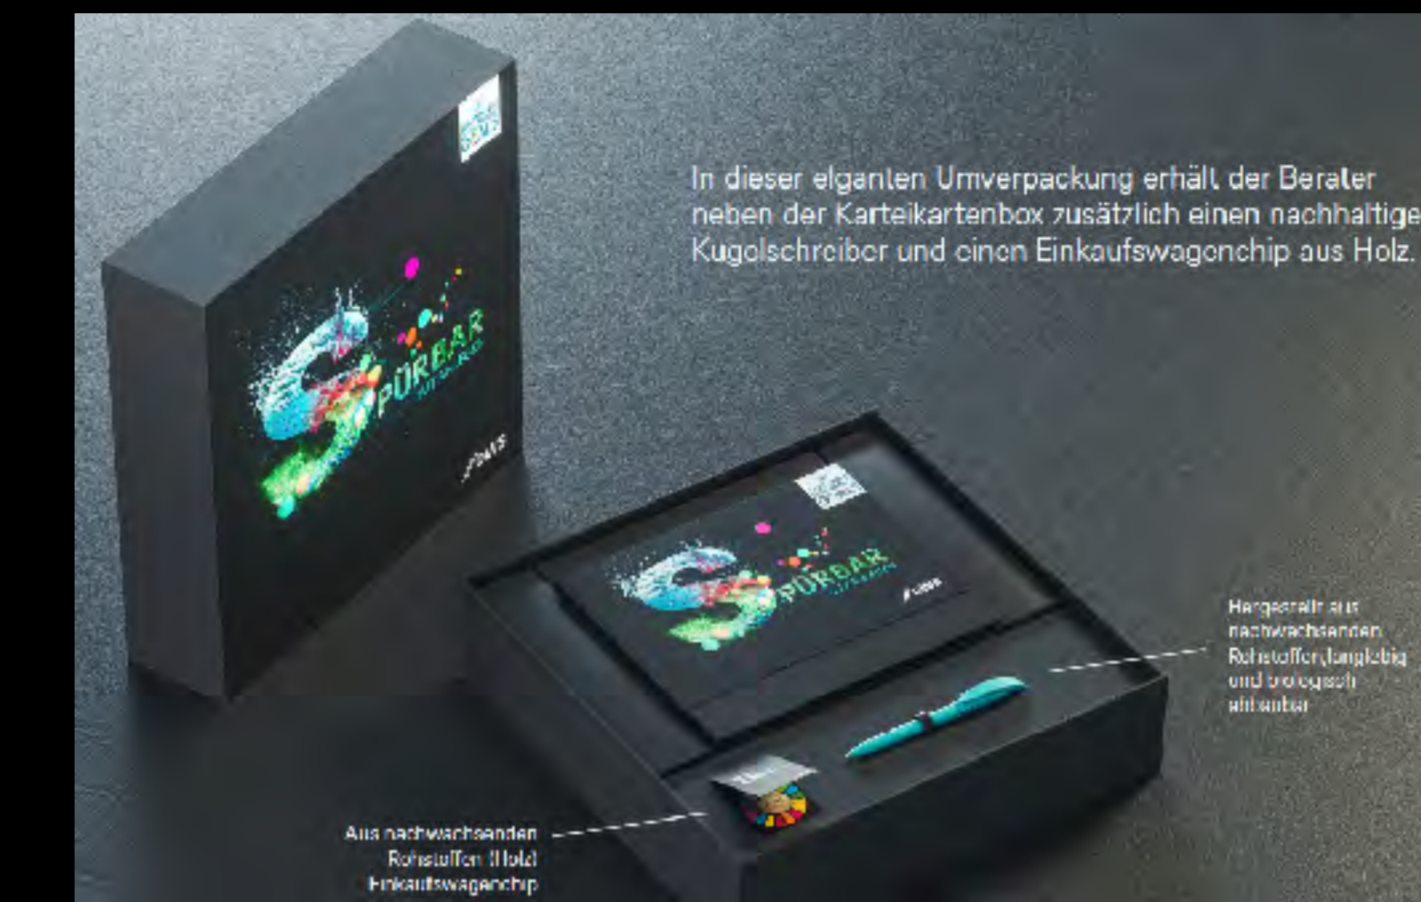 In dieser elganten Umverpackung erhält der Berater
neben der Karteikartenbox zusätzlich einen nachhaltige
Kugelschreiber und einen Einkaufswagenchip aus Holz.
SPÜRBAR
SPÜRBAR
Hergestellt aus
nachwachsenden
Rohstoffen, langlebig
und biologisch
abbaubar
Aus nachwachsenden
Rohstoffen (Holz)
Einkaufswagenchip